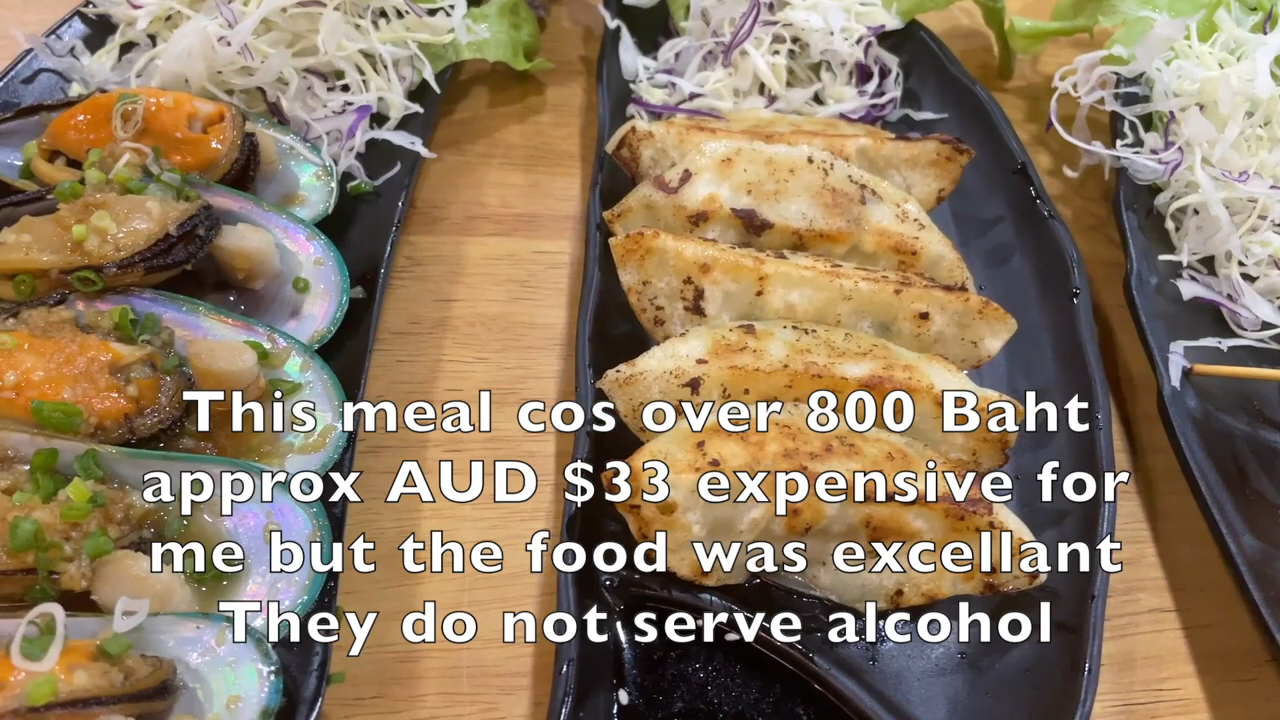 This meal cos over 800 Baht
approx AUD $33 expensive for
me but the food was excellant
They do not serve alcohol